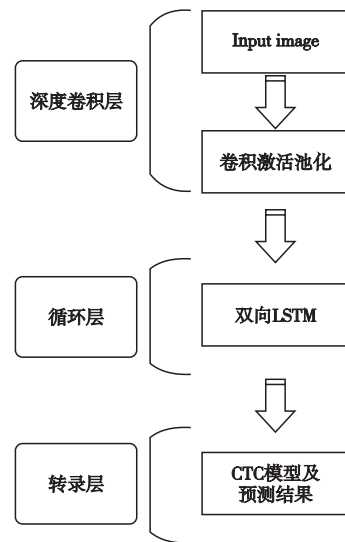 Input image
深度卷积层
卷积激活池化
循环层
双向LSTM
转录层
CTC模型及
预测结果